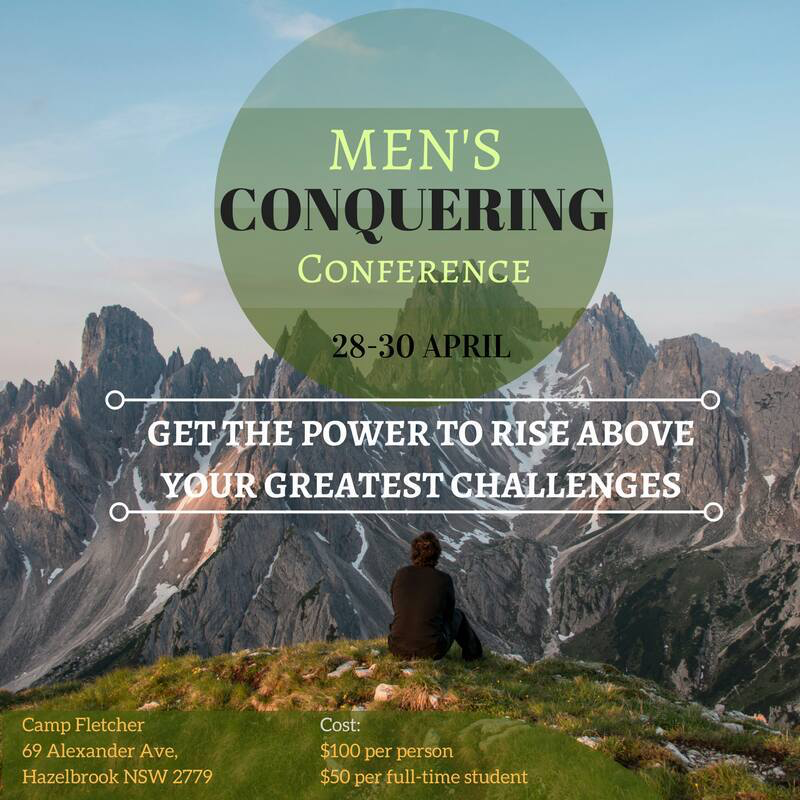 MEN'S
CONQUERING
CONFERENCE
28-30 APRIL
GET THE POWER TO RISE ABOVE
YOUR GREATEST CHALLENGES
Camp Fletcher
69 Alexander Ave,
Hazelbrook NSW 2779
Cost:
$100 per person
$50 per full-time student